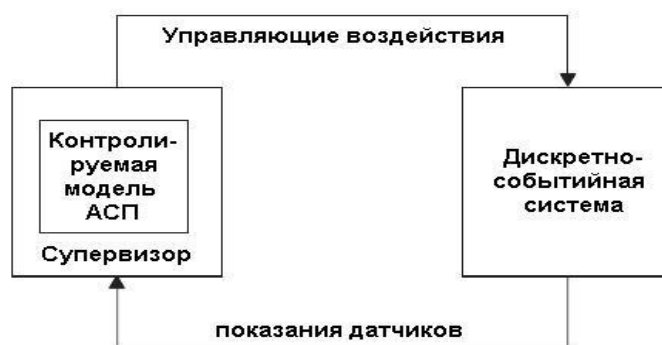 Управляющие воздействия
Контроли-
руемая
модель
АСП
Супервизор
Дискретно-
событийная
система
показания датчиков